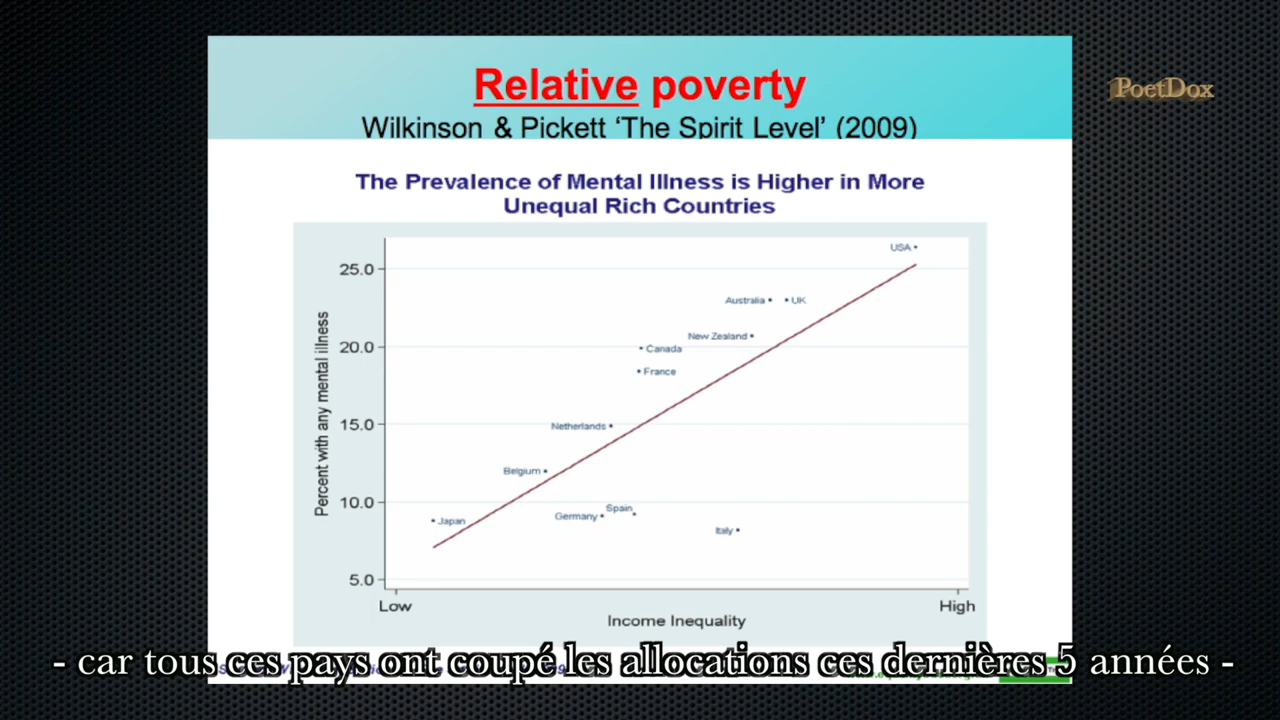 Relative poverty
PoetDox
Wilkinson & Pickett ‘The Spirit Level’ (2009)
The Prevalence of Mental Illness is Higher in More
Unequal Rich Countries
Percent with any mental illness
25.0
20.0
15.0
10.0
5.0
USA
Australia
UK
New Zealand
Canada
France
Netherlands
Belgium
Spain
Germany
Japan
Italy
Low
High
Income Inequality
- car tous ces pays ont coupé les allocations ces dernières 5 années -